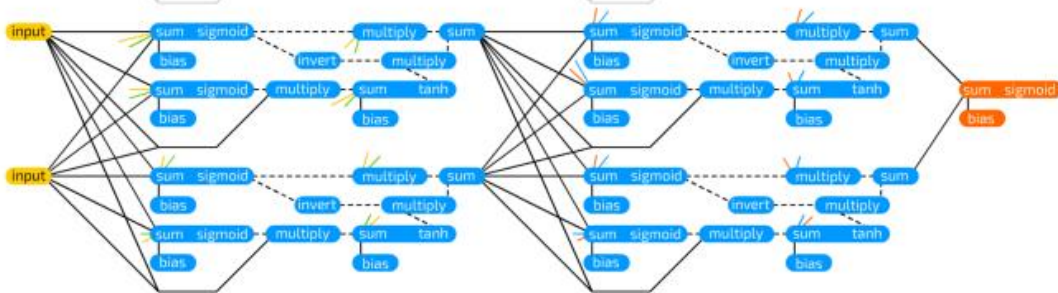 input sum sigmoid multiply sum sum sigmoid multiply sum
bias invert multiply bias invert multiply
sum sigmoid multiply sum tanh sum sigmoid multiply sum tanh sum sigmoid
bias bias bias bias bias
input sum sigmoid multiply sum sum sigmoid multiply sum
bias invert multiply bias invert multiply
sum sigmoid multiply sum tanh sum sigmoid multiply sum tanh
bias bias bias bias